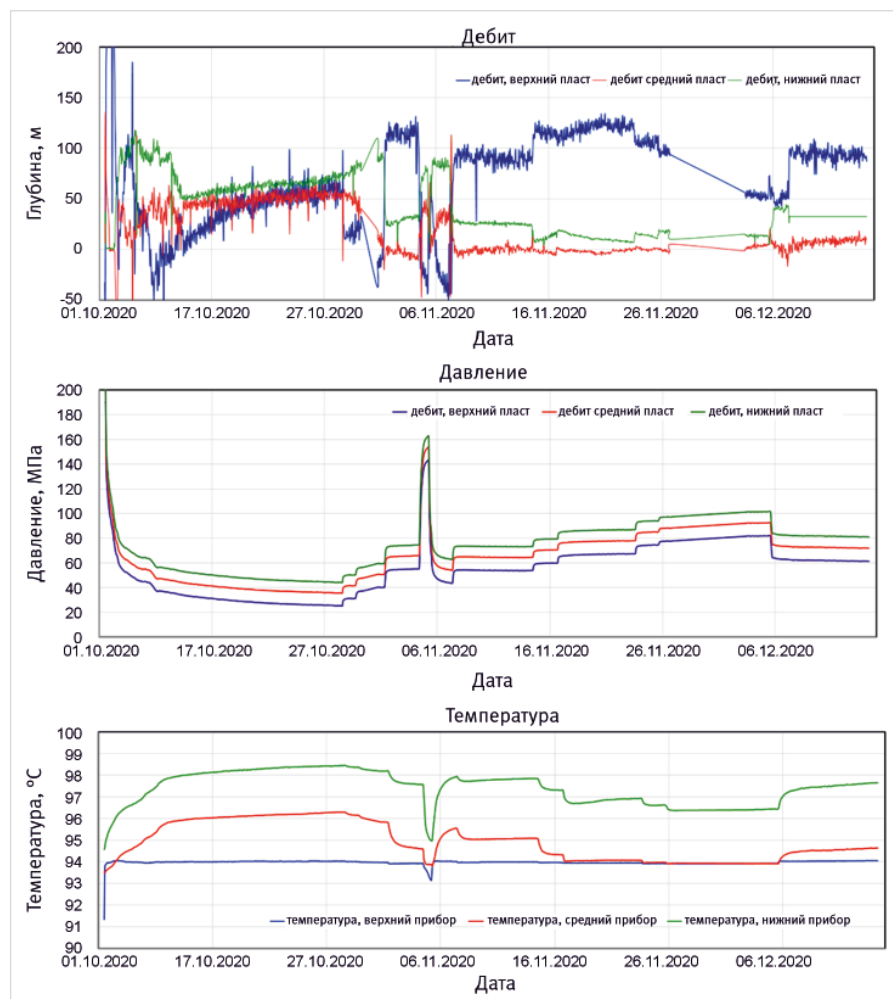 Дебит
200
150
100
50
0
-50
Глубина, м
дебит, верхний пласт дебит средний пласт дебит, нижний пласт
01.10.2020 17.10.2020 27.10.2020 06.11.2020 16.11.2020 26.11.2020 06.12.2020
Дата
Давление
200
180
160
140
120
100
80
60
40
20
0
Давление, МПа
дебит, верхний пласт дебит средний пласт дебит, нижний пласт
01.10.2020 17.10.2020 27.10.2020 06.11.2020 16.11.2020 26.11.2020 06.12.2020
Дата
Температура
100
99
98
97
96
95
94
93
92
91
90
Температура, ºС
температура, верхний прибор температура, средний прибор температура, нижний прибор
01.10.2020 17.10.2020 27.10.2020 06.11.2020 16.11.2020 26.11.2020 06.12.2020
Дата